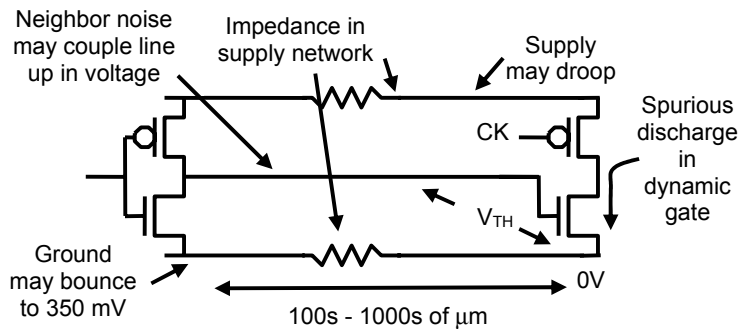 Neighbor noise
may couple line
up in voltage
Impedance in
supply network
Supply
may droop
Spurious
discharge
in
dynamic
gate
CK
V_TH
Ground
may bounce
to 350 mV
0V
100s - 1000s of μm